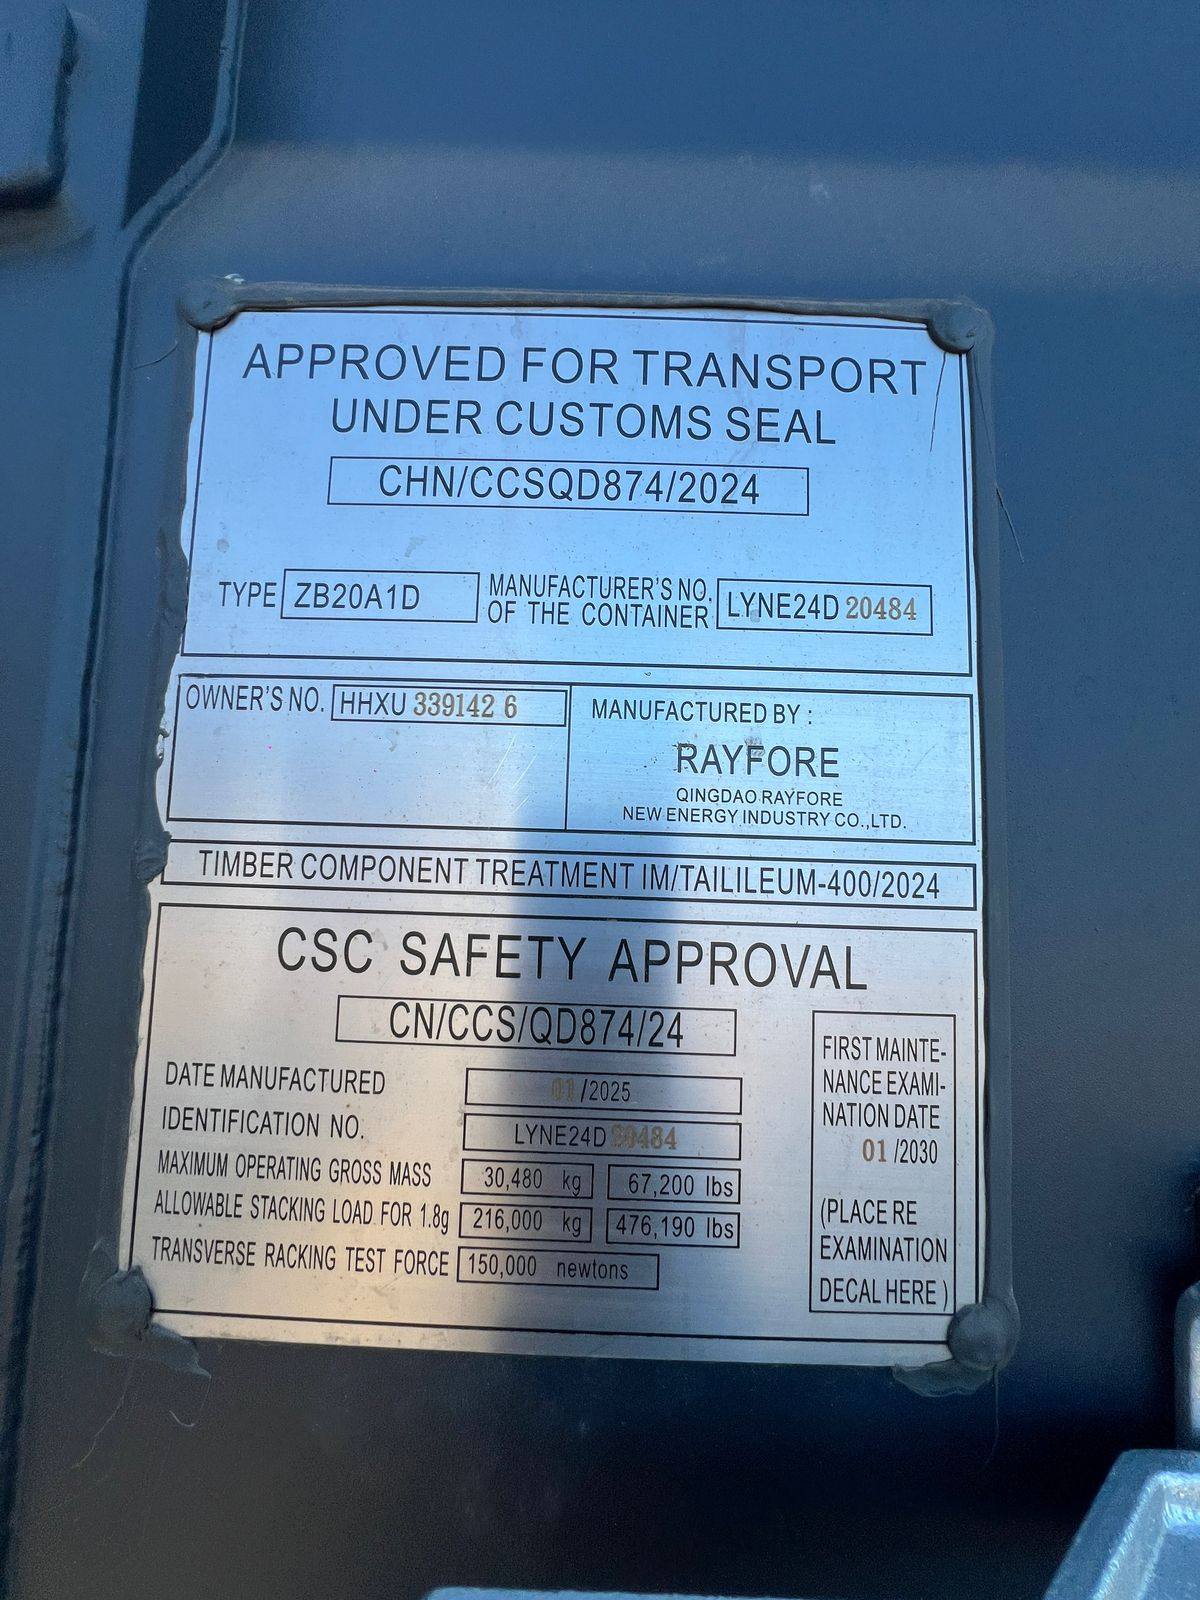 APPROVED FOR TRANSPORT
UNDER CUSTOMS SEAL
CHN/CCSQD874/2024
TYPE ZB20A1D MANUFACTURER'S NO. OF THE CONTAINER LYNE24D 20484
OWNER'S NO. HHXU 339142 6
MANUFACTURED BY :
RAYFORE
QINGDAO RAYFORE
NEW ENERGY INDUSTRY CO.,LTD.
TIMBER COMPONENT TREATMENT IM/TAILILEUM-400/2024
CSC SAFETY APPROVAL
CN/CCS/QD874/24
DATE MANUFACTURED 01/2025
IDENTIFICATION NO. LYNE24D 20484
MAXIMUM OPERATING GROSS MASS 30,480 kg 67,200 lbs
ALLOWABLE STACKING LOAD FOR 1.8g 216,000 kg 476,190 lbs
TRANSVERSE RACKING TEST FORCE 150,000 newtons
FIRST MAINTE-
NANCE EXAMI-
NATION DATE
01 /2030
(PLACE RE
EXAMINATION
DECAL HERE )